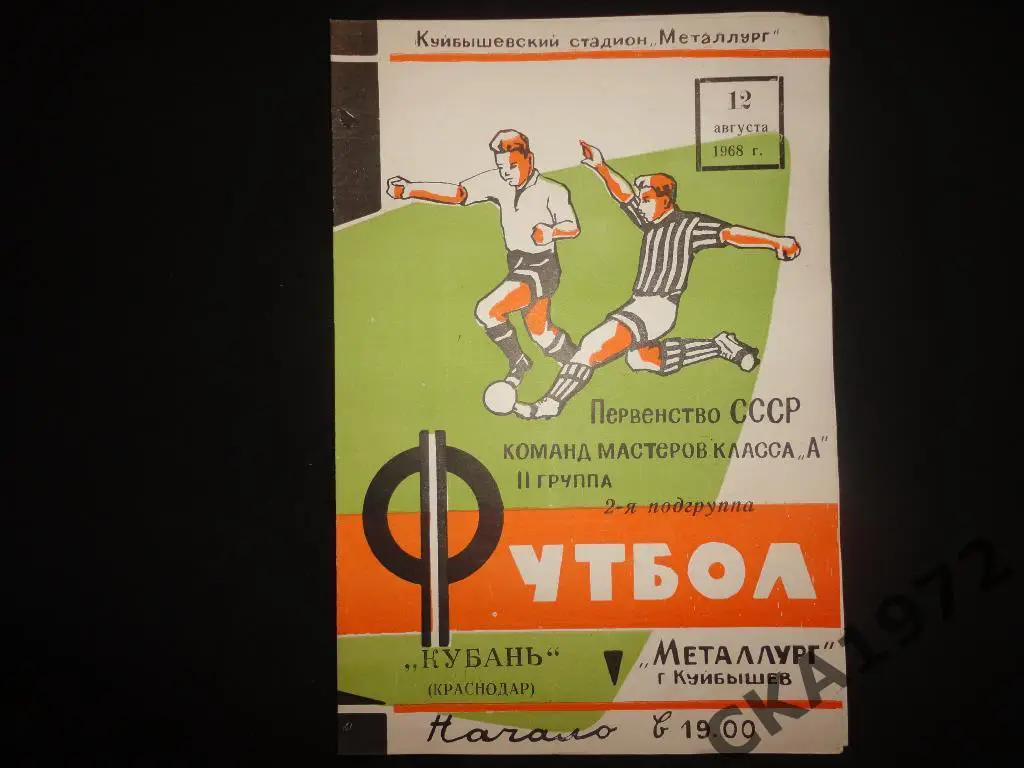 Куйбышевский стадион „Металлург"
12
августа
1968 г.
Первенство СССР
команд мастеров класса „А"
II группа
2-я подгруппа
ФУТБОЛ
„КУБАНЬ"
(КРАСНОДАР)
„Металлург"
г Куйбышев
Начало в 19.00
СКА1972